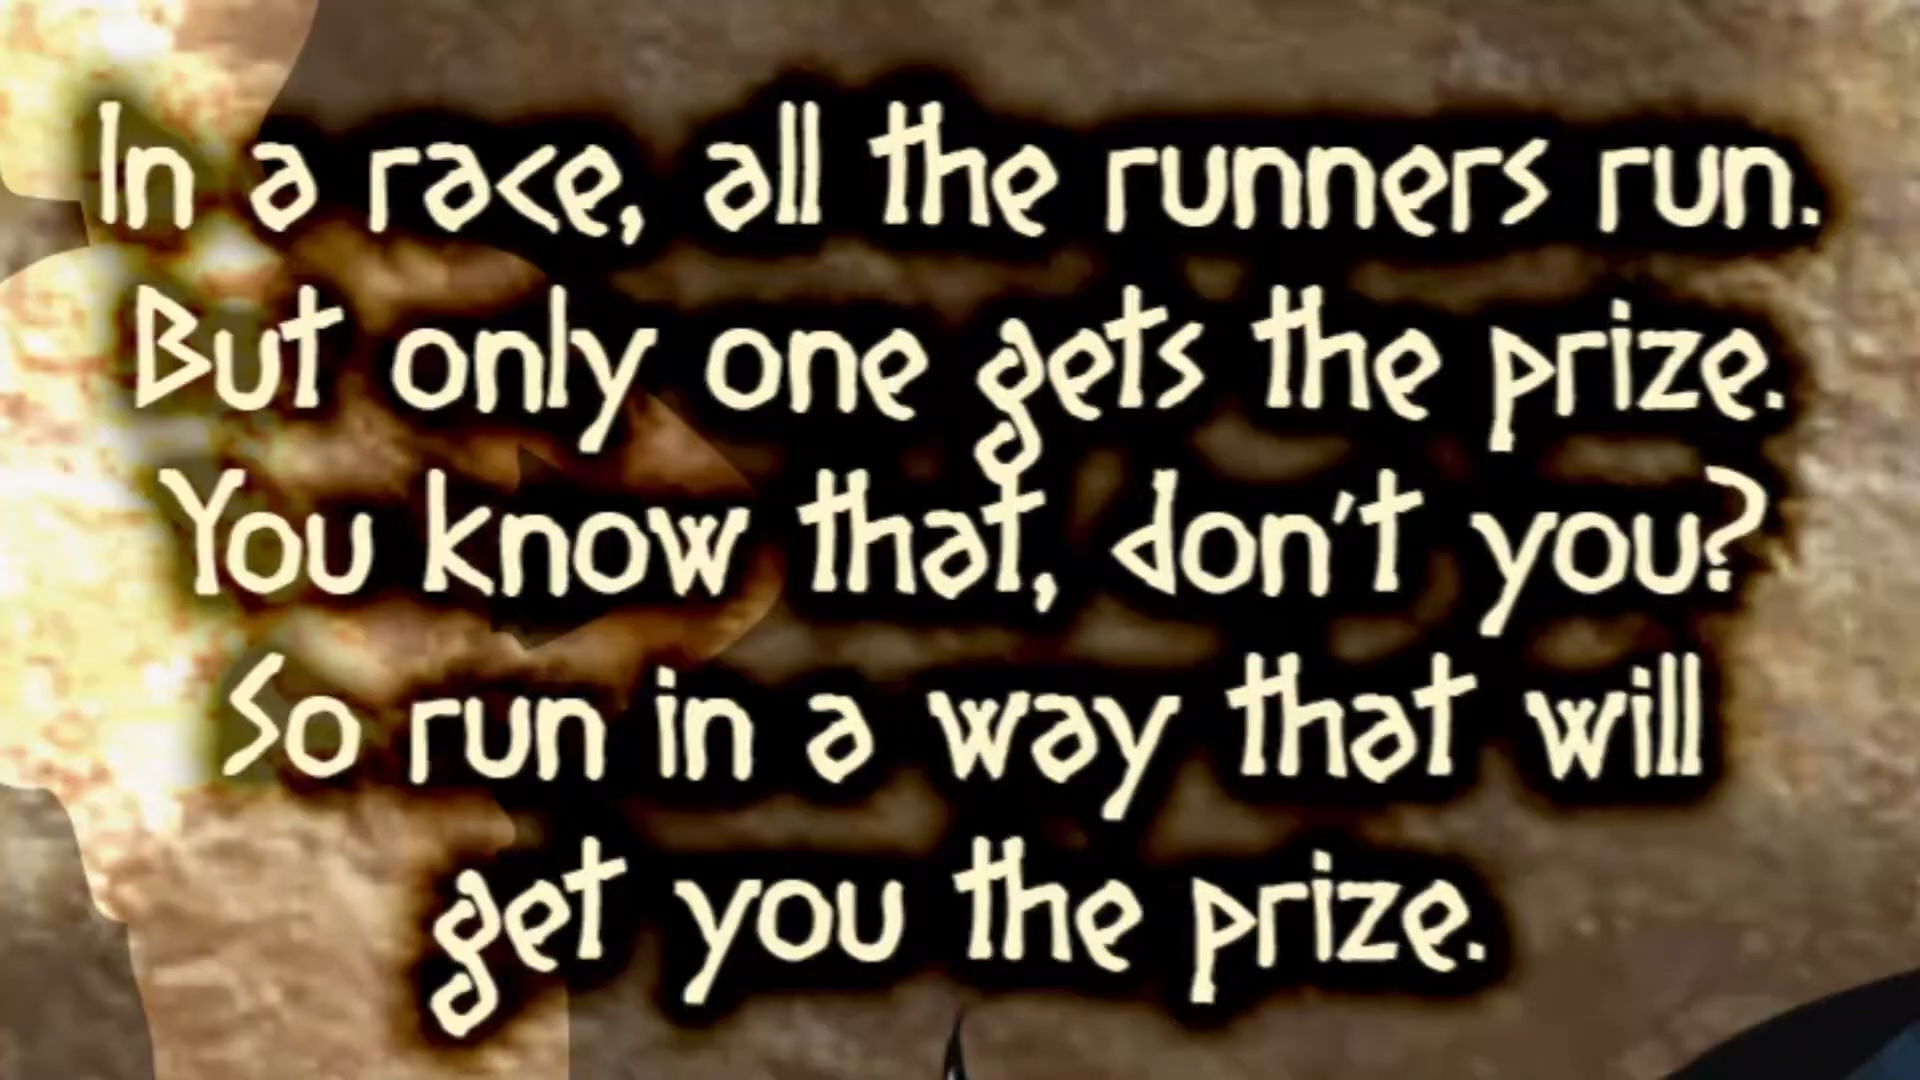 In a race, all the runners run.
But only one gets the prize.
You know that, don't you?
So run in a way that will
get you the prize.